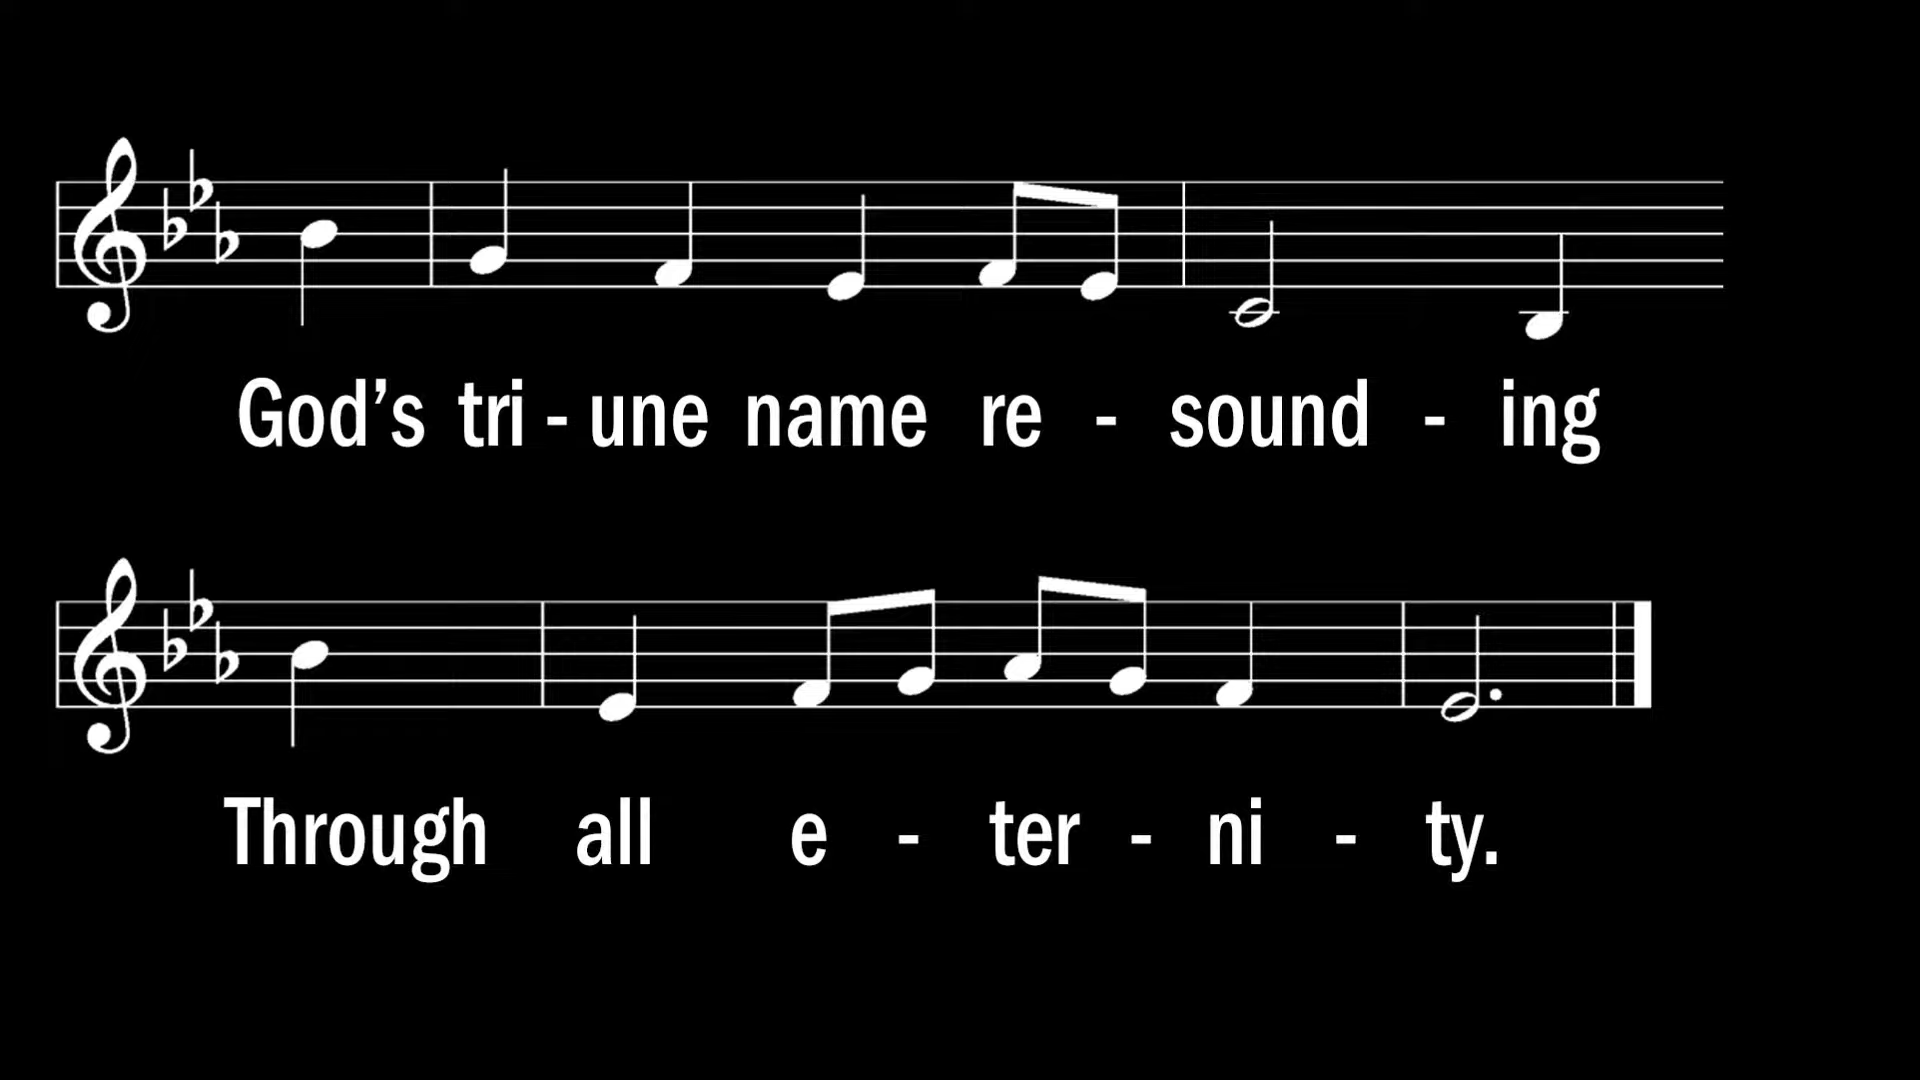 God’s tri - une name re - sound - ing
Through all e - ter - ni - ty.